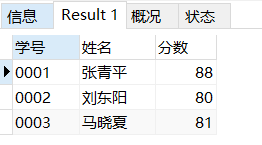 信息 Result 1 概况 状态
学号 姓名 分数
0001 张青平 88
0002 刘东阳 80
0003 马晓夏 81